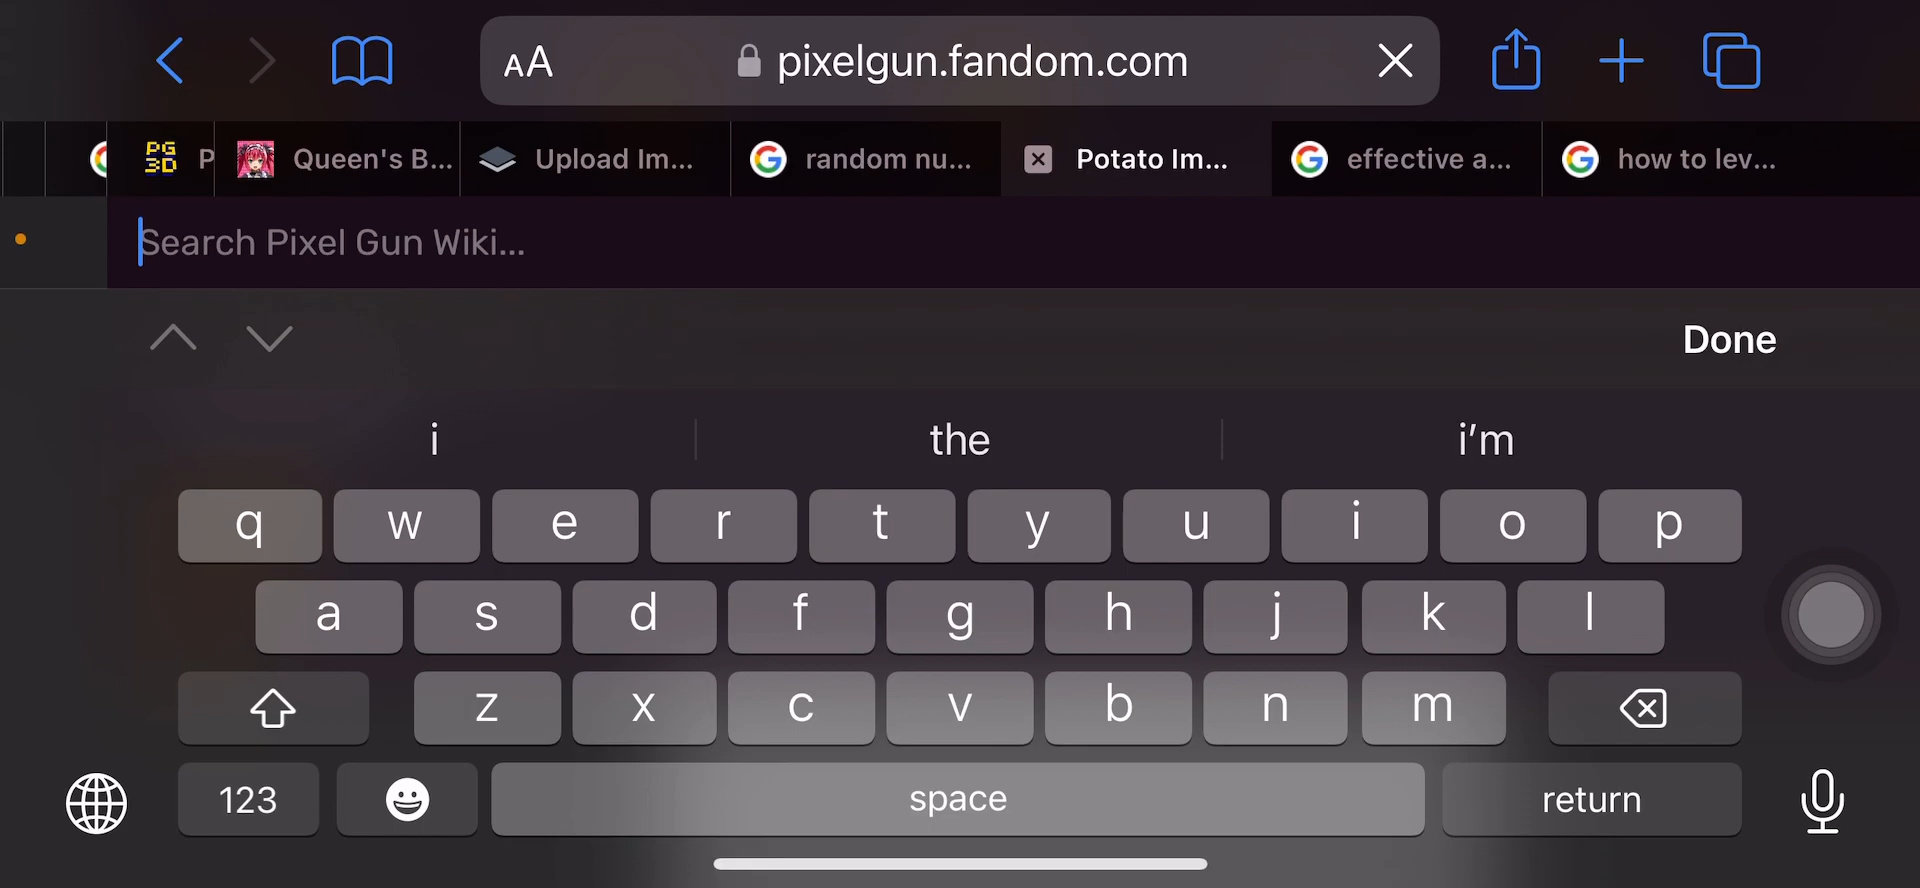 AA pixelgun.fandom.com
PG3D P Queen's B... Upload Im... random nu... Potato Im... effective a... how to lev...
Search Pixel Gun Wiki...
Done
i the i'm
q w e r t y u i o p
a s d f g h j k l
z x c v b n m
123 space return